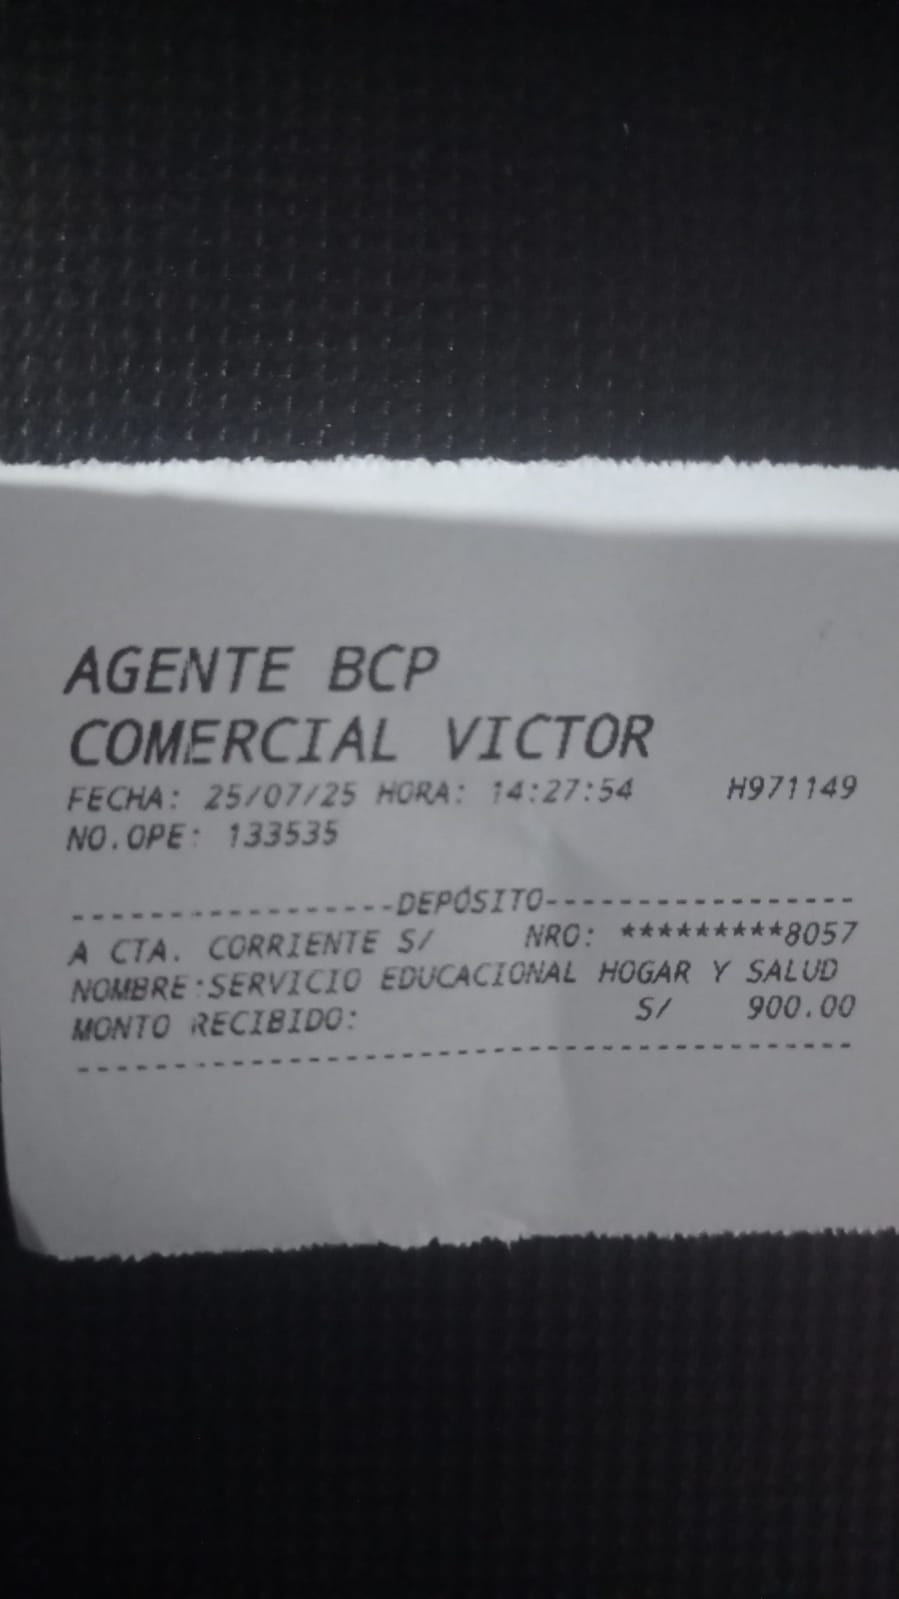 AGENTE BCP
COMERCIAL VICTOR
FECHA: 25/07/25 HORA: 14:27:54 H971149
NO.OPE: 133535
------------------DEPÓSITO-----------------
A CTA. CORRIENTE S/ NRO: *********8057
NOMBRE:SERVICIO EDUCACIONAL HOGAR Y SALUD
MONTO RECIBIDO: S/ 900.00
-------------------------------------------